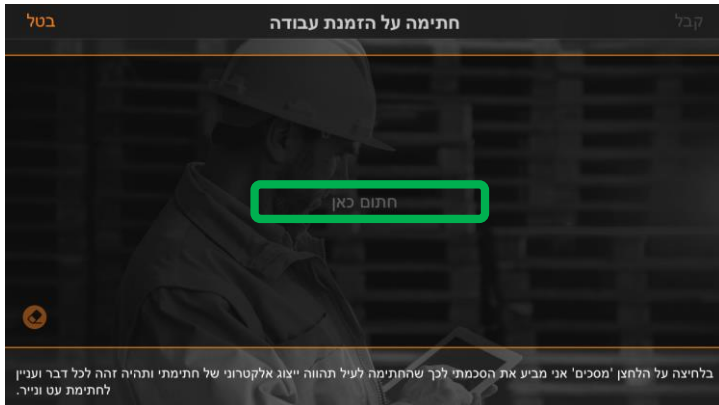 קבל
חתימה על הזמנת עבודה
בטל
חתום כאן
בלחיצה על הלחצן 'מסכים' אני מביע את הסכמתי לכך שהחתימה לעיל תהווה ייצוג אלקטרוני של חתימתי ותהיה זהה לכל דבר ועניין
לחתימת עט ונייר.